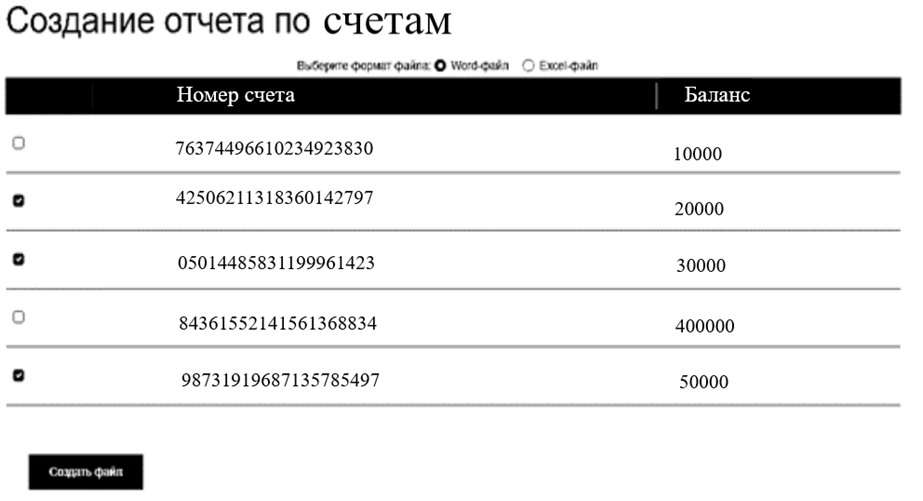 Создание отчета по счетам
Выберите формат файла: Word-файл Excel-файл
Номер счета Баланс
76374496610234923830 10000
42506211318360142797 20000
05014485831199961423 30000
84361552141561368834 400000
98731919687135785497 50000
Создать файл